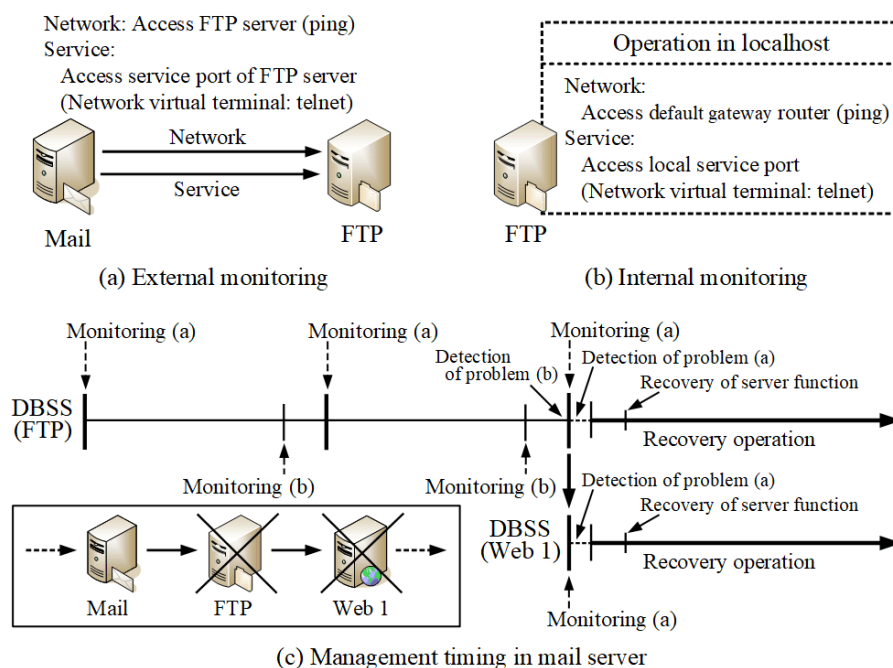 Network: Access FTP server (ping)
Service:
Access service port of FTP server
(Network virtual terminal: telnet)
Network
Service
Mail
FTP
(a) External monitoring
Operation in localhost
Network:
Access default gateway router (ping)
Service:
Access local service port
(Network virtual terminal: telnet)
FTP
(b) Internal monitoring
Monitoring (a)
Monitoring (a)
Monitoring (a)
Detection
of problem (b)
Detection of problem (a)
Recovery of server function
DBSS
(FTP)
Recovery operation
Monitoring (b)
Monitoring (b)
Detection of problem (a)
Recovery of server function
DBSS
(Web 1)
Recovery operation
Monitoring (a)
Mail
FTP
Web 1
(c) Management timing in mail server